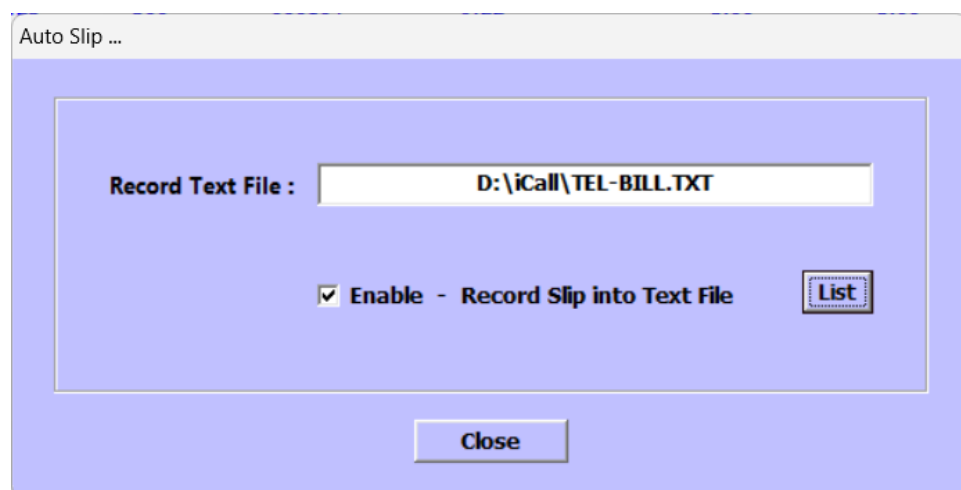 Auto Slip ...
Record Text File :
D:\iCall\TEL-BILL.TXT
Enable - Record Slip into Text File
List
Close